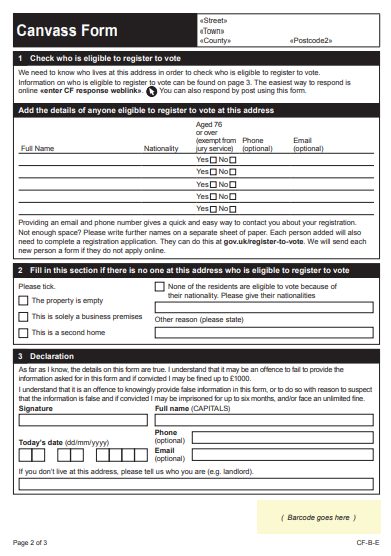 Canvass Form
«Street»
«Town»
«County» «Postcode2»
1 Check who is eligible to register to vote
We need to know who lives at this address in order to check who is eligible to register to vote.
Information on who is eligible to register to vote can be found on page 3. The easiest way to respond is
online «enter CF response weblink». You can also respond by post using this form.
Add the details of anyone eligible to register to vote at this address
Full Name
Nationality
Aged 76
or over
(exempt from
jury service)
Phone
(optional)
Email
(optional)
Yes No
Yes No
Yes No
Yes No
Yes No
Providing an email and phone number gives a quick and easy way to contact you about your registration.
Not enough space? Please write further names on a separate sheet of paper. Each person added will also
need to complete a registration application. They can do this at gov.uk/register-to-vote. We will send each
new person a form if they do not apply online.
2 Fill in this section if there is no one at this address who is eligible to register to vote
Please tick.
The property is empty
This is solely a business premises
This is a second home
None of the residents are eligible to vote because of
their nationality. Please give their nationalities
Other reason (please state)
3 Declaration
As far as I know, the details on this form are true. I understand that it may be an offence to fail to provide the
information asked for in this form and if convicted I may be fined up to £1000.
I understand that it is an offence to knowingly provide false information in this form, or to do so with reason to suspect
that the information is false and if convicted I may be imprisoned for up to six months, and/or face an unlimited fine.
Signature
Full name (CAPITALS)
Today's date (dd/mm/yyyy)
Phone
(optional)
Email
(optional)
If you don't live at this address, please tell us who you are (e.g. landlord).
( Barcode goes here )
Page 2 of 3
CF-B-E